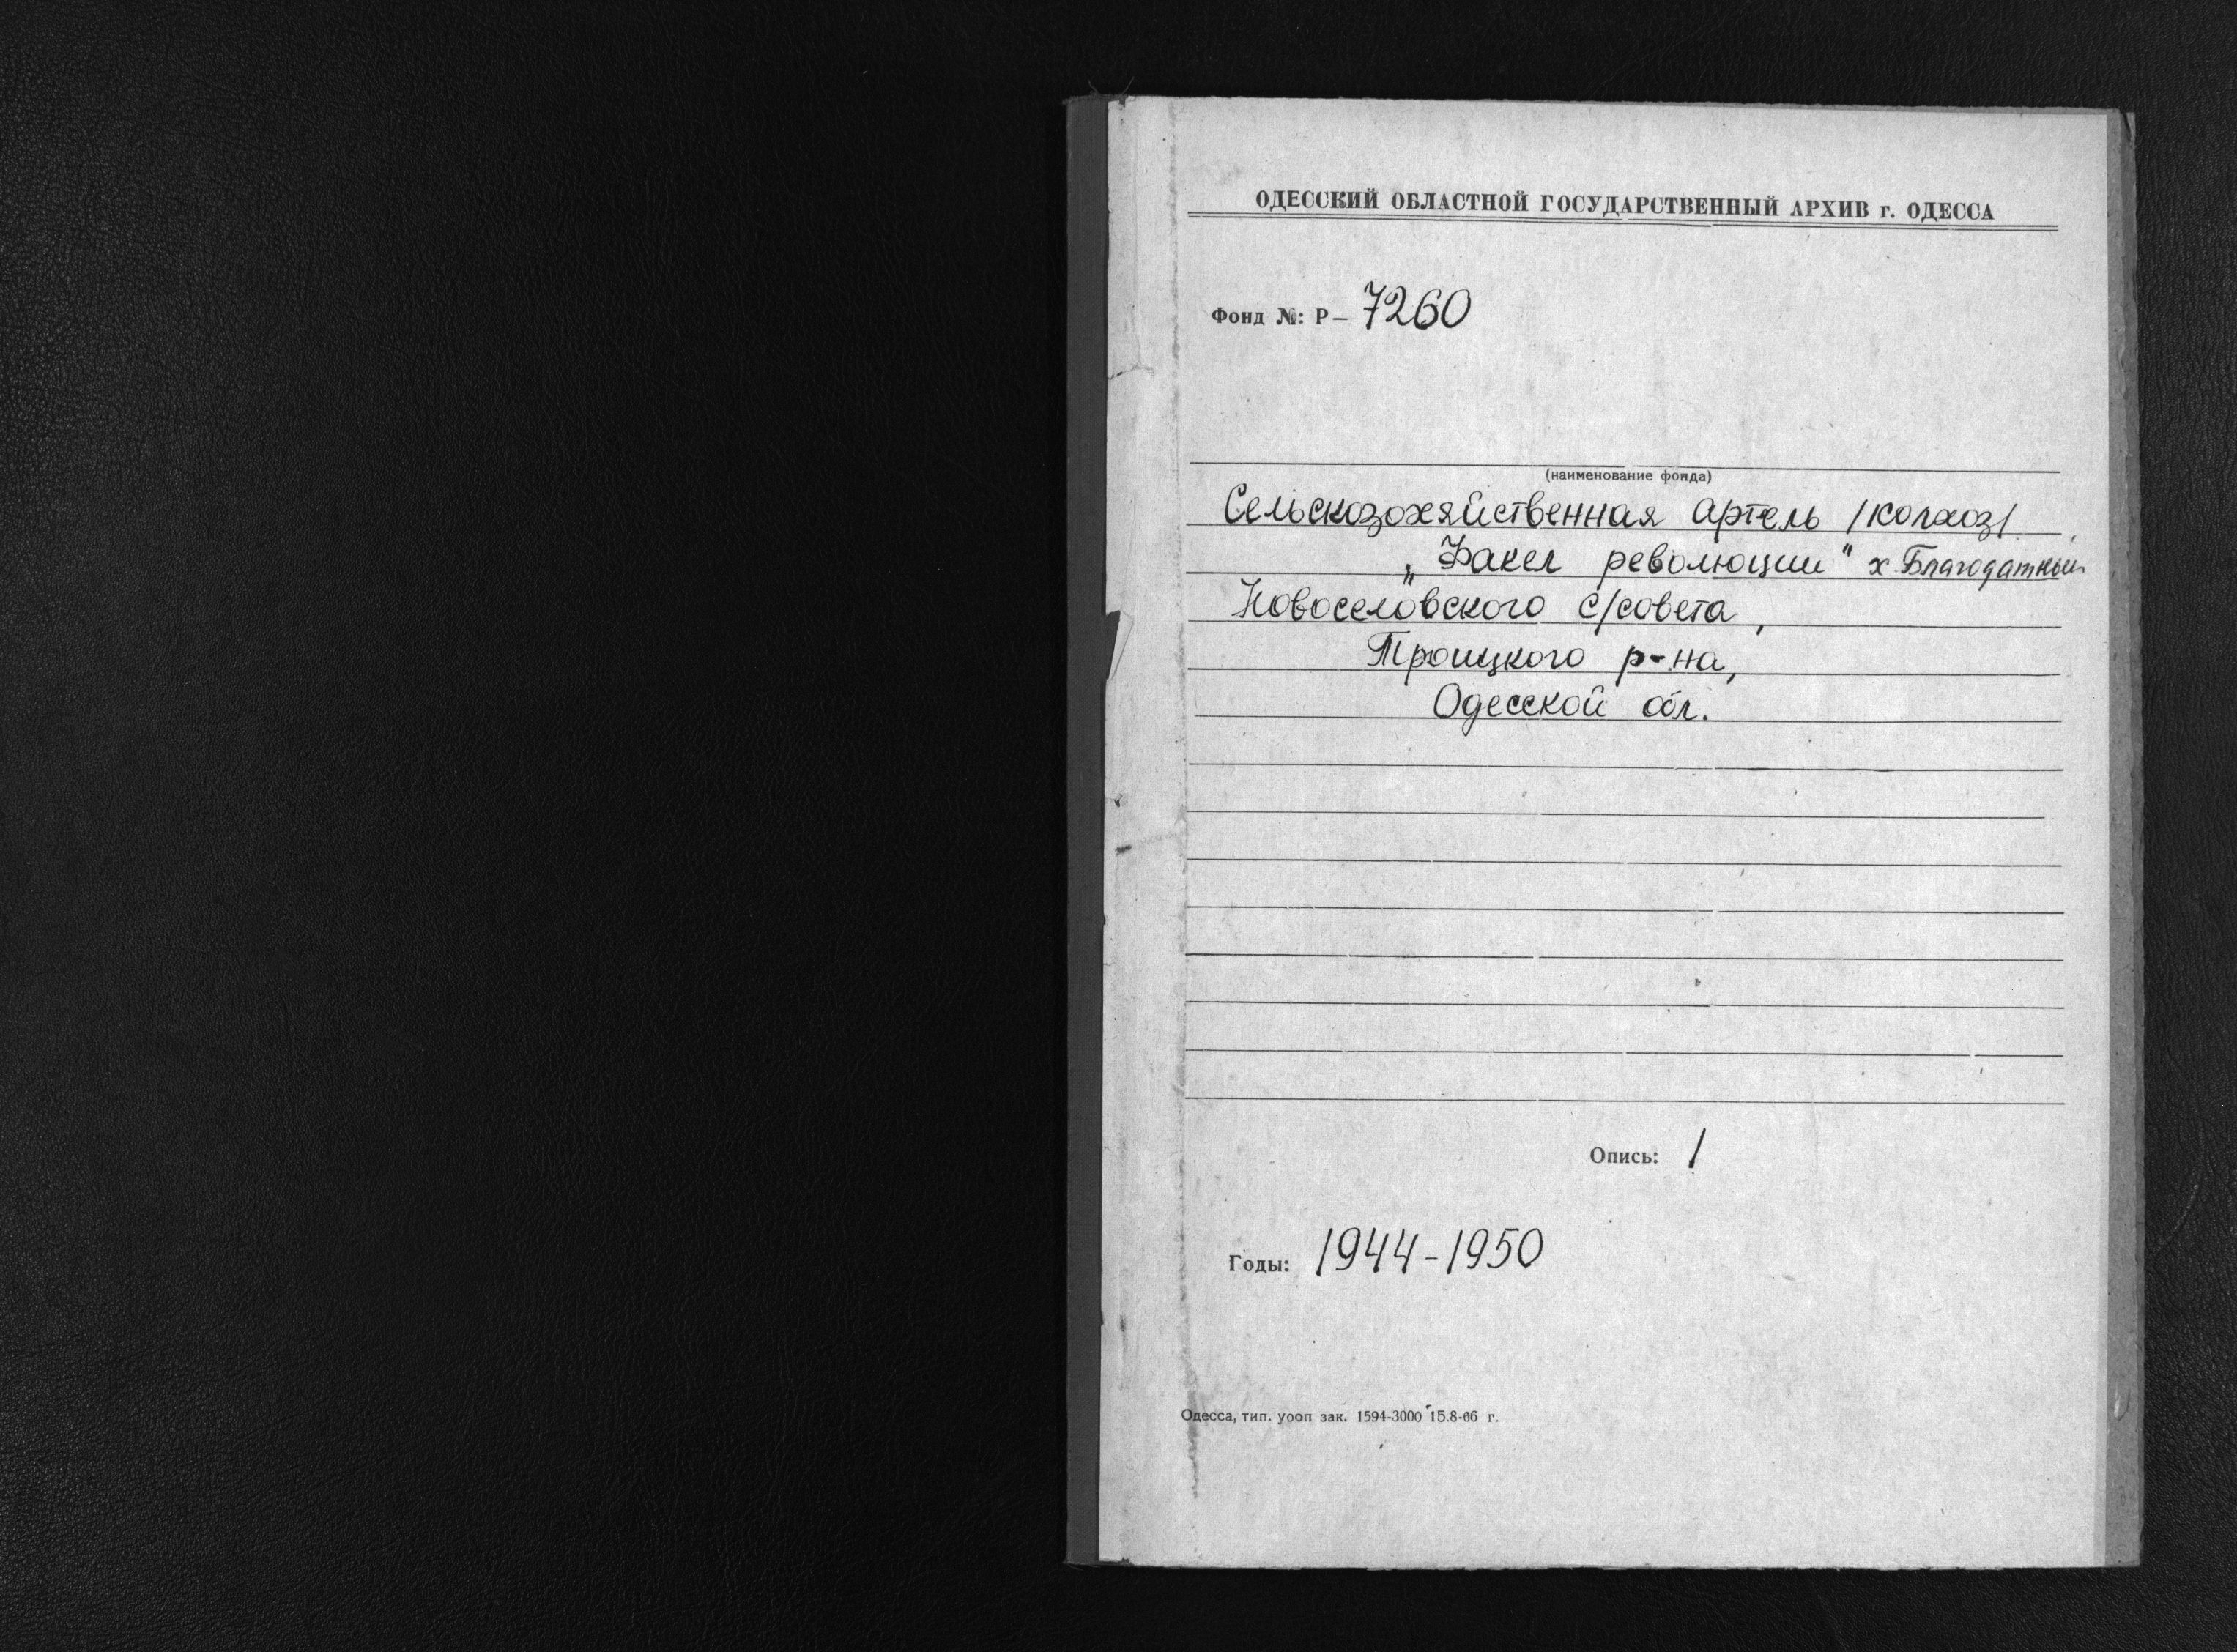 ОДЕССКИЙ ОБЛАСТНОЙ ГОСУДАРСТВЕННЫЙ АРХИВ г. ОДЕССА
Фонд №: Р— 7260
(наименование фонда)
Сельскозохяйственная артель /колхоз/
„Факел революции" х Благодатный
Новоселовского с/совета,
Троицкого р-на,
Одесской обл.
Опись: 1
Годы: 1944-1950
Одесса, тип. уооп зак. 1594-3000 15.8-66 г.